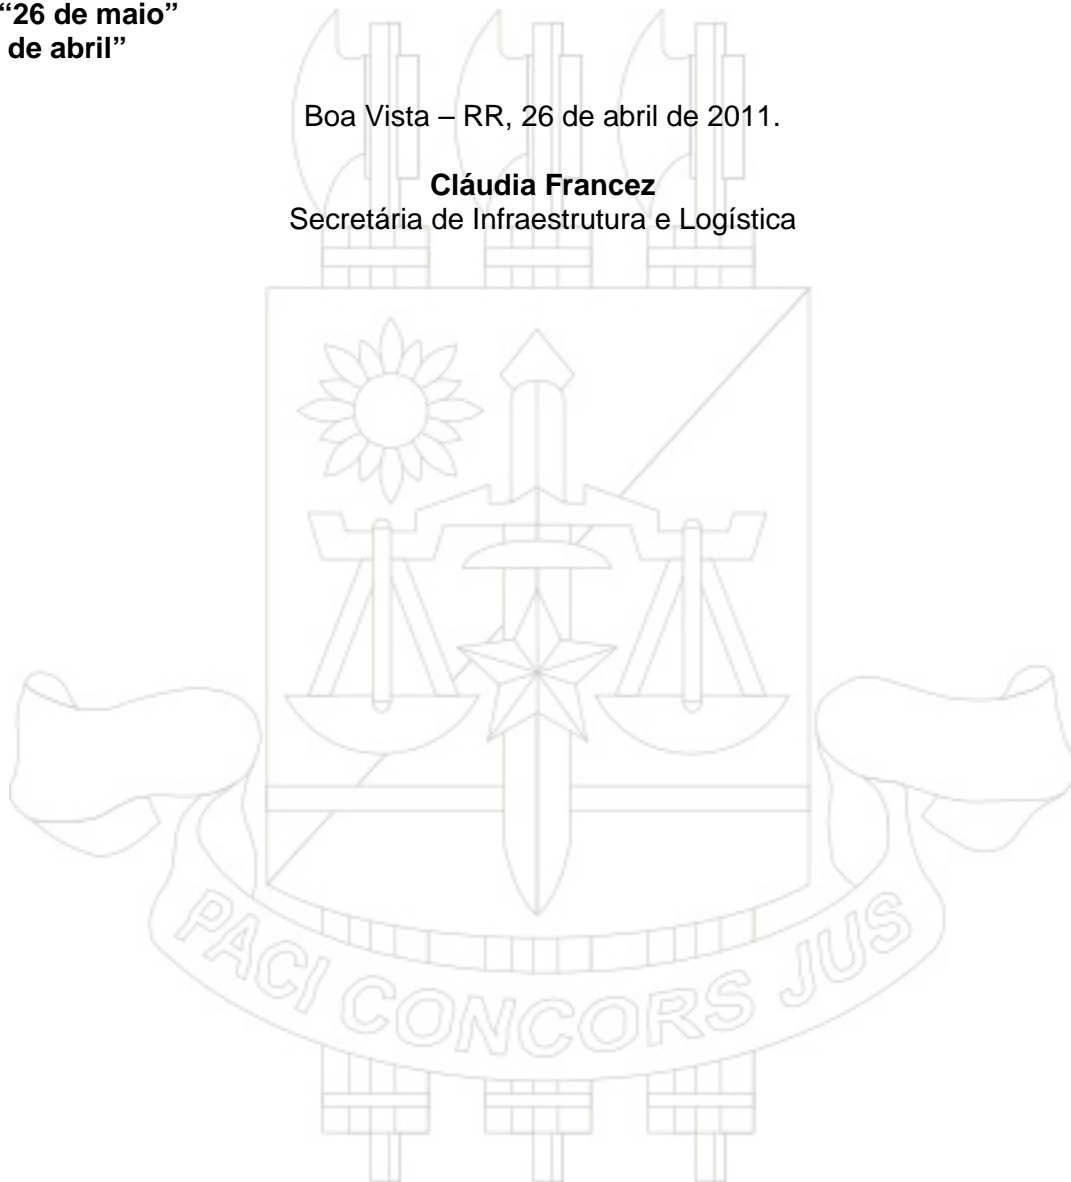 “26 de maio”
de abril”
Boa Vista – RR, 26 de abril de 2011.
Cláudia Francez
Secretária de Infraestrutura e Logística
PACI CONCORS JUS